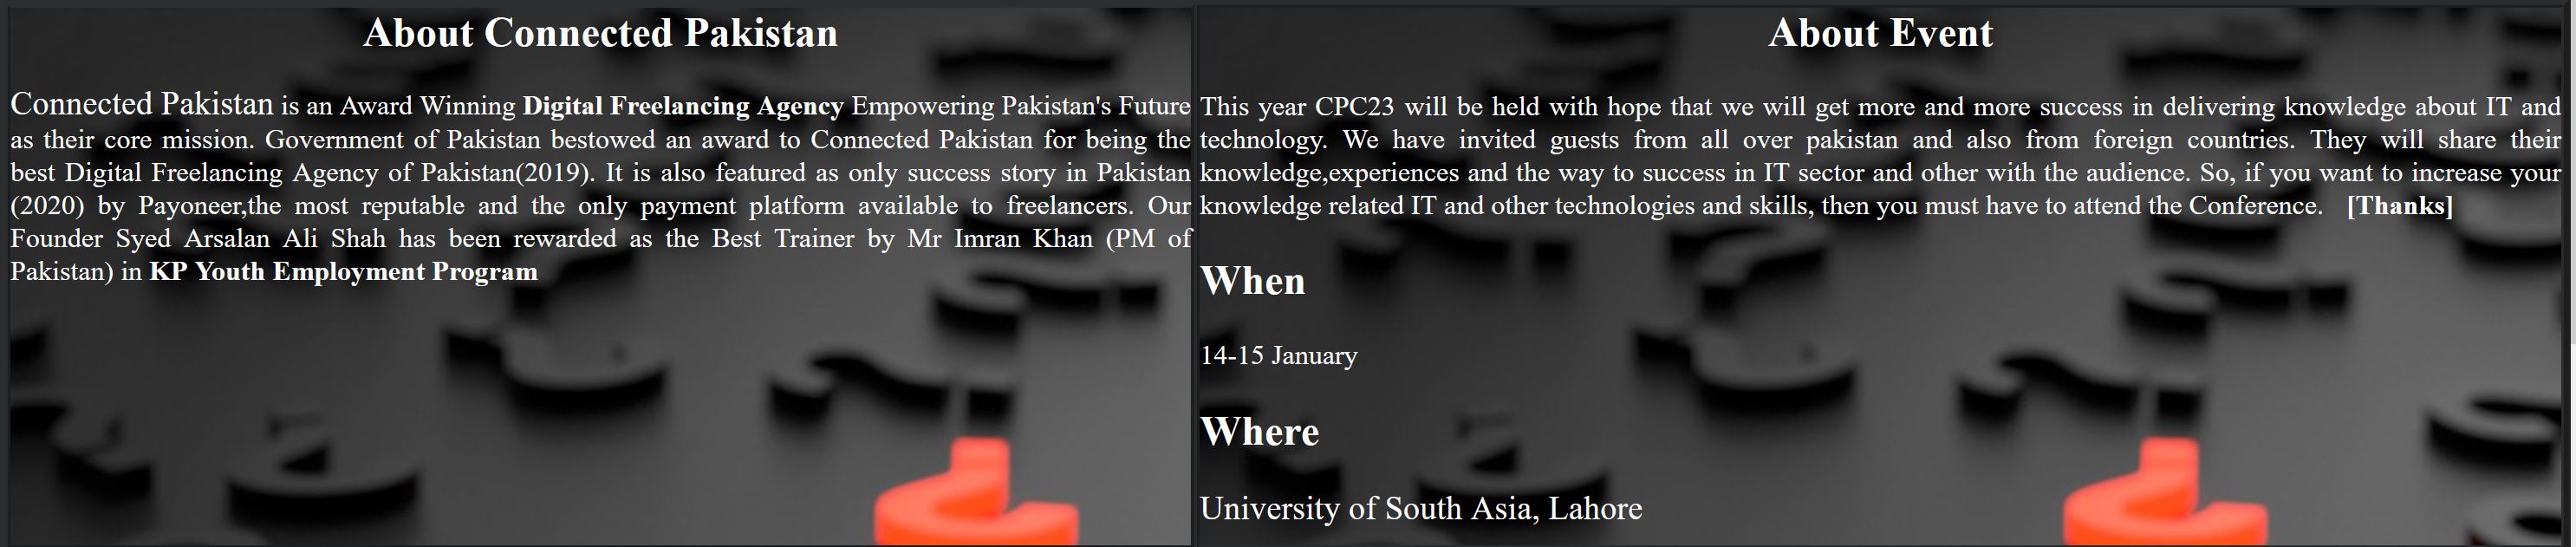 About Connected Pakistan
Connected Pakistan is an Award Winning Digital Freelancing Agency Empowering Pakistan's Future
as their core mission. Government of Pakistan bestowed an award to Connected Pakistan for being the
best Digital Freelancing Agency of Pakistan(2019). It is also featured as only success story in Pakistan
(2020) by Payoneer,the most reputable and the only payment platform available to freelancers. Our
Founder Syed Arsalan Ali Shah has been rewarded as the Best Trainer by Mr Imran Khan (PM of
Pakistan) in KP Youth Employment Program
About Event
This year CPC23 will be held with hope that we will get more and more success in delivering knowledge about IT and
technology. We have invited guests from all over pakistan and also from foreign countries. They will share their
knowledge,experiences and the way to success in IT sector and other with the audience. So, if you want to increase your
knowledge related IT and other technologies and skills, then you must have to attend the Conference. [Thanks]
When
14-15 January
Where
University of South Asia, Lahore